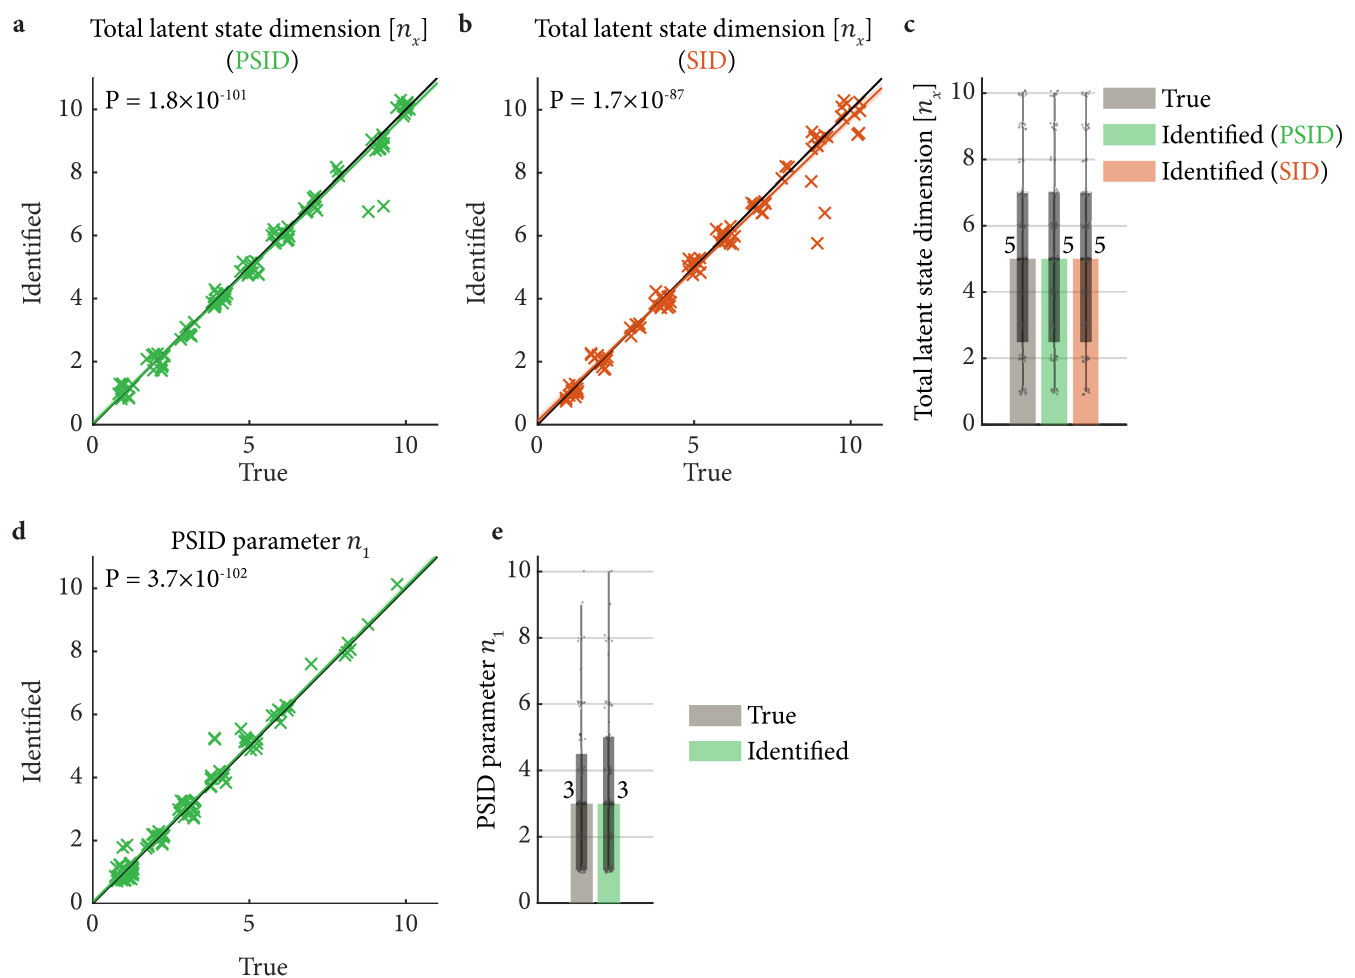 a
Total latent state dimension [nₓ]
(PSID)
P = 1.8×10⁻¹⁰¹
10
8
6
4
2
0
0
5
10
Identified
True
b
Total latent state dimension [nₓ]
(SID)
P = 1.7×10⁻⁸⁷
10
8
6
4
2
0
0
5
10
Identified
True
c
Total latent state dimension [nₓ]
10
8
6
4
2
0
5
5
5
True
Identified (PSID)
Identified (SID)
d
PSID parameter n₁
P = 3.7×10⁻¹⁰²
10
8
6
4
2
0
0
5
10
Identified
True
e
PSID parameter n₁
10
8
6
4
2
0
3
3
True
Identified